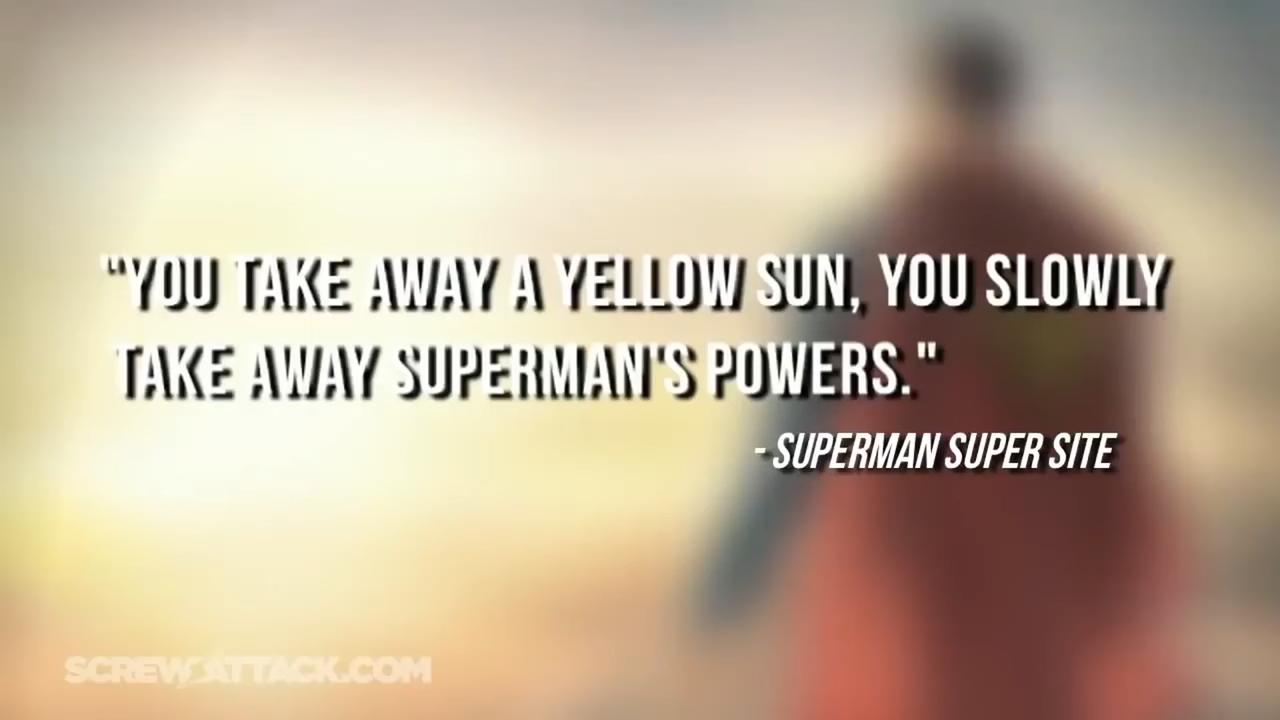 "YOU TAKE AWAY A YELLOW SUN, YOU SLOWLY
TAKE AWAY SUPERMAN'S POWERS."
- SUPERMAN SUPER SITE
SCREWATTACK.COM